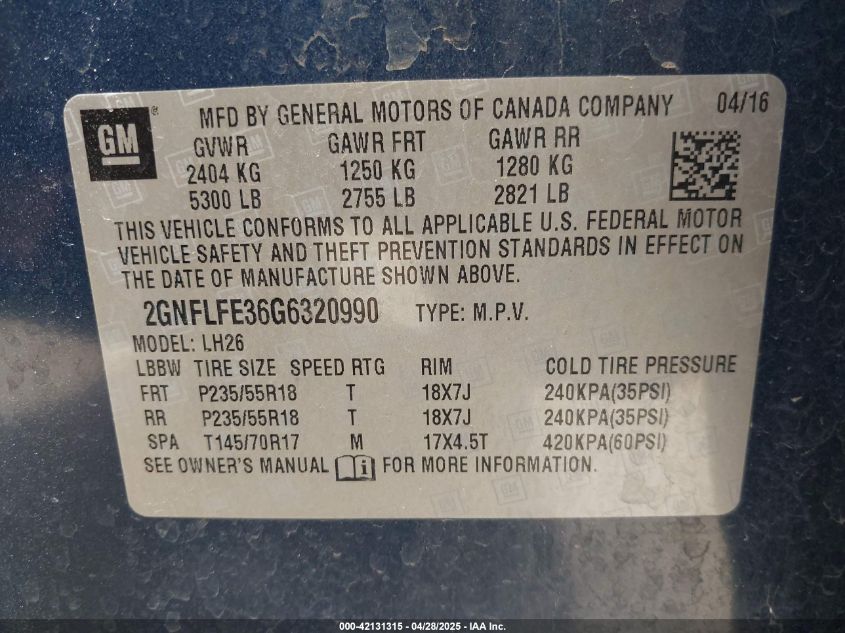 GM
MFD BY GENERAL MOTORS OF CANADA COMPANY 04/16
GVWR GAWR FRT GAWR RR
2404 KG 1250 KG 1280 KG
5300 LB 2755 LB 2821 LB
THIS VEHICLE CONFORMS TO ALL APPLICABLE U.S. FEDERAL MOTOR
VEHICLE SAFETY AND THEFT PREVENTION STANDARDS IN EFFECT ON
THE DATE OF MANUFACTURE SHOWN ABOVE.
2GNFLFE36G6320990 TYPE: M.P.V.
MODEL: LH26
LBBW TIRE SIZE SPEED RTG RIM COLD TIRE PRESSURE
FRT P235/55R18 T 18X7J 240KPA(35PSI)
RR P235/55R18 T 18X7J 240KPA(35PSI)
SPA T145/70R17 M 17X4.5T 420KPA(60PSI)
SEE OWNER'S MANUAL FOR MORE INFORMATION.
000-42131315 - 04/28/2025 - IAA Inc.